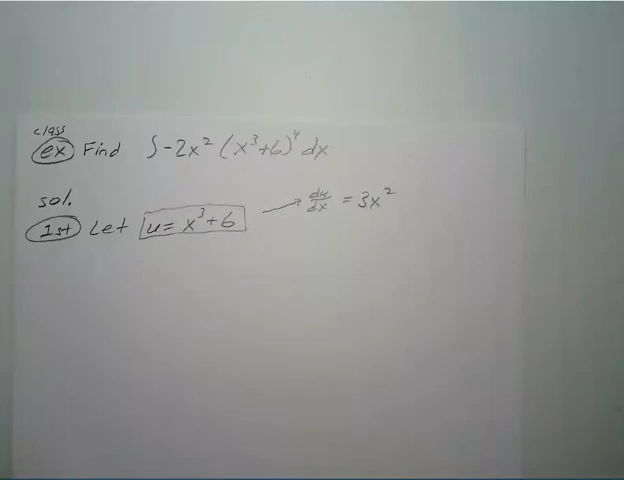 class
ex Find ∫-2x² (x³+6)⁴ dx
sol.
1st Let u = x³+6 → du/dx = 3x²